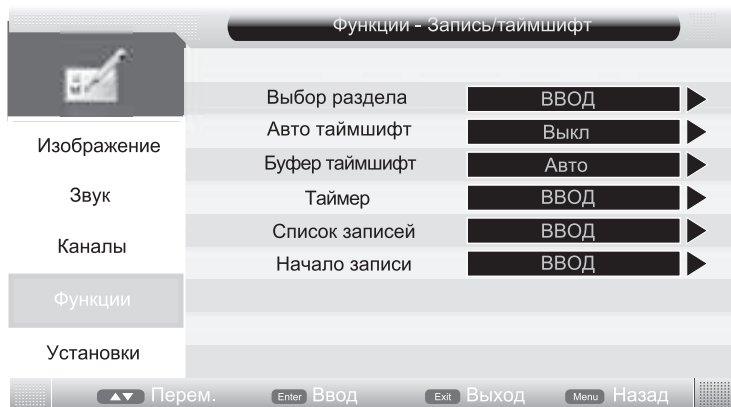 Функции - Запись/таймшифт
Изображение
Звук
Каналы
Функции
Установки
Выбор раздела ВВОД
Авто таймшифт Выкл
Буфер таймшифт Авто
Таймер ВВОД
Список записей ВВОД
Начало записи ВВОД
▲▼ Перем. Enter Ввод Exit Выход Menu Назад